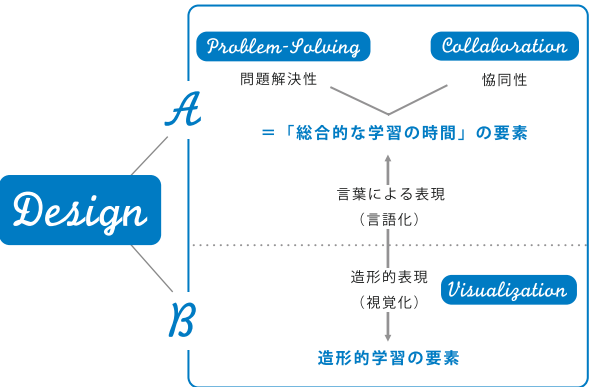 Problem-Solving
Collaboration
問題解決性
協同性
A
＝「総合的な学習の時間」の要素
Design
言葉による表現
（言語化）
造形的表現
（視覚化）
Visualization
B
造形的学習の要素